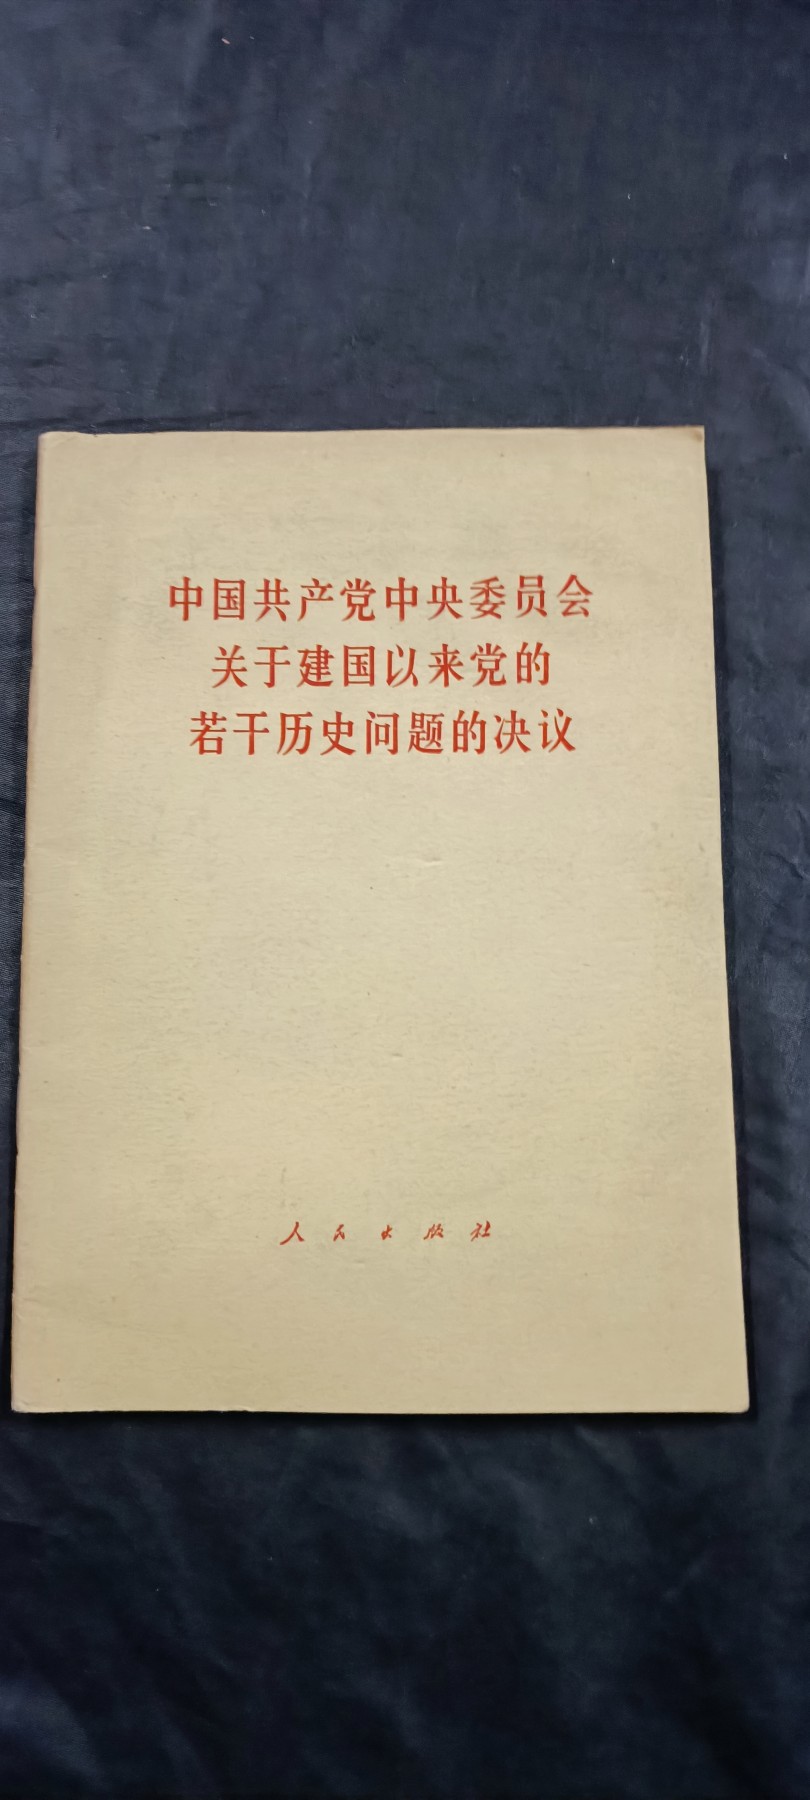 中国共产党中央委员会
关于建国以来党的
若干历史问题的决议
人民出版社